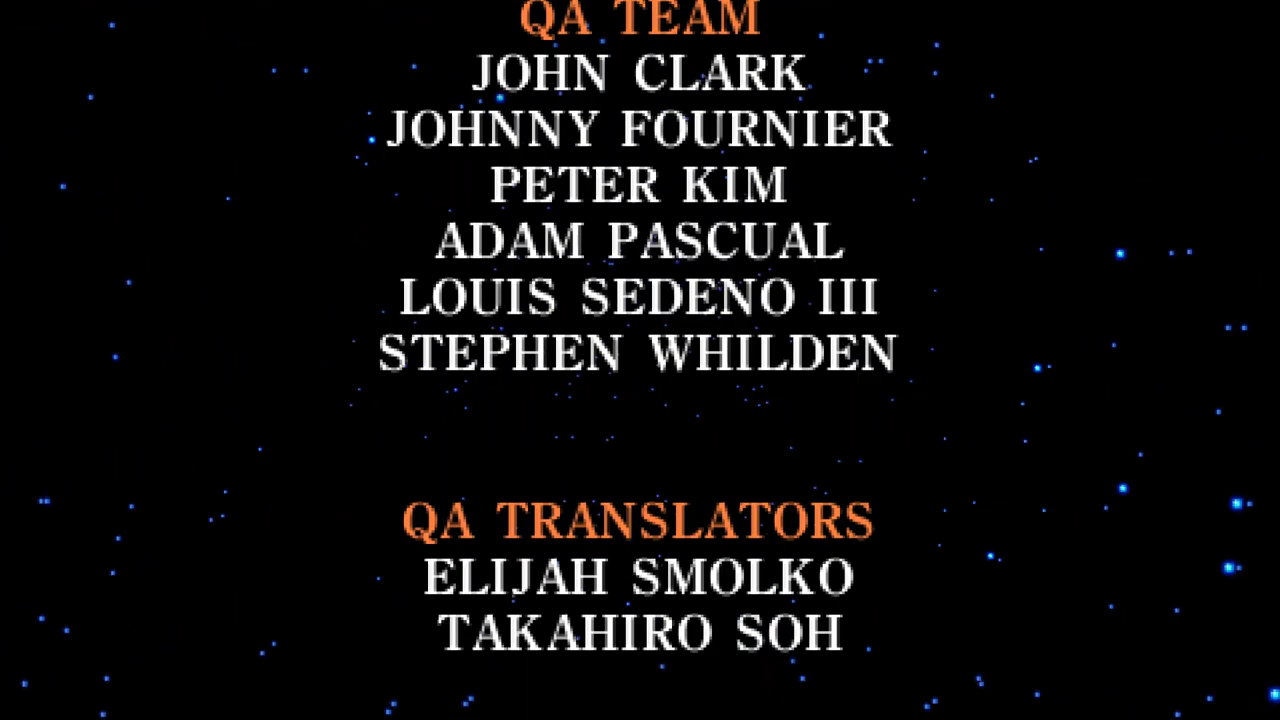 QA TEAM
JOHN CLARK
JOHNNY FOURNIER
PETER KIM
ADAM PASCUAL
LOUIS SEDENO III
STEPHEN WHILDEN
QA TRANSLATORS
ELIJAH SMOLKO
TAKAHIRO SOH